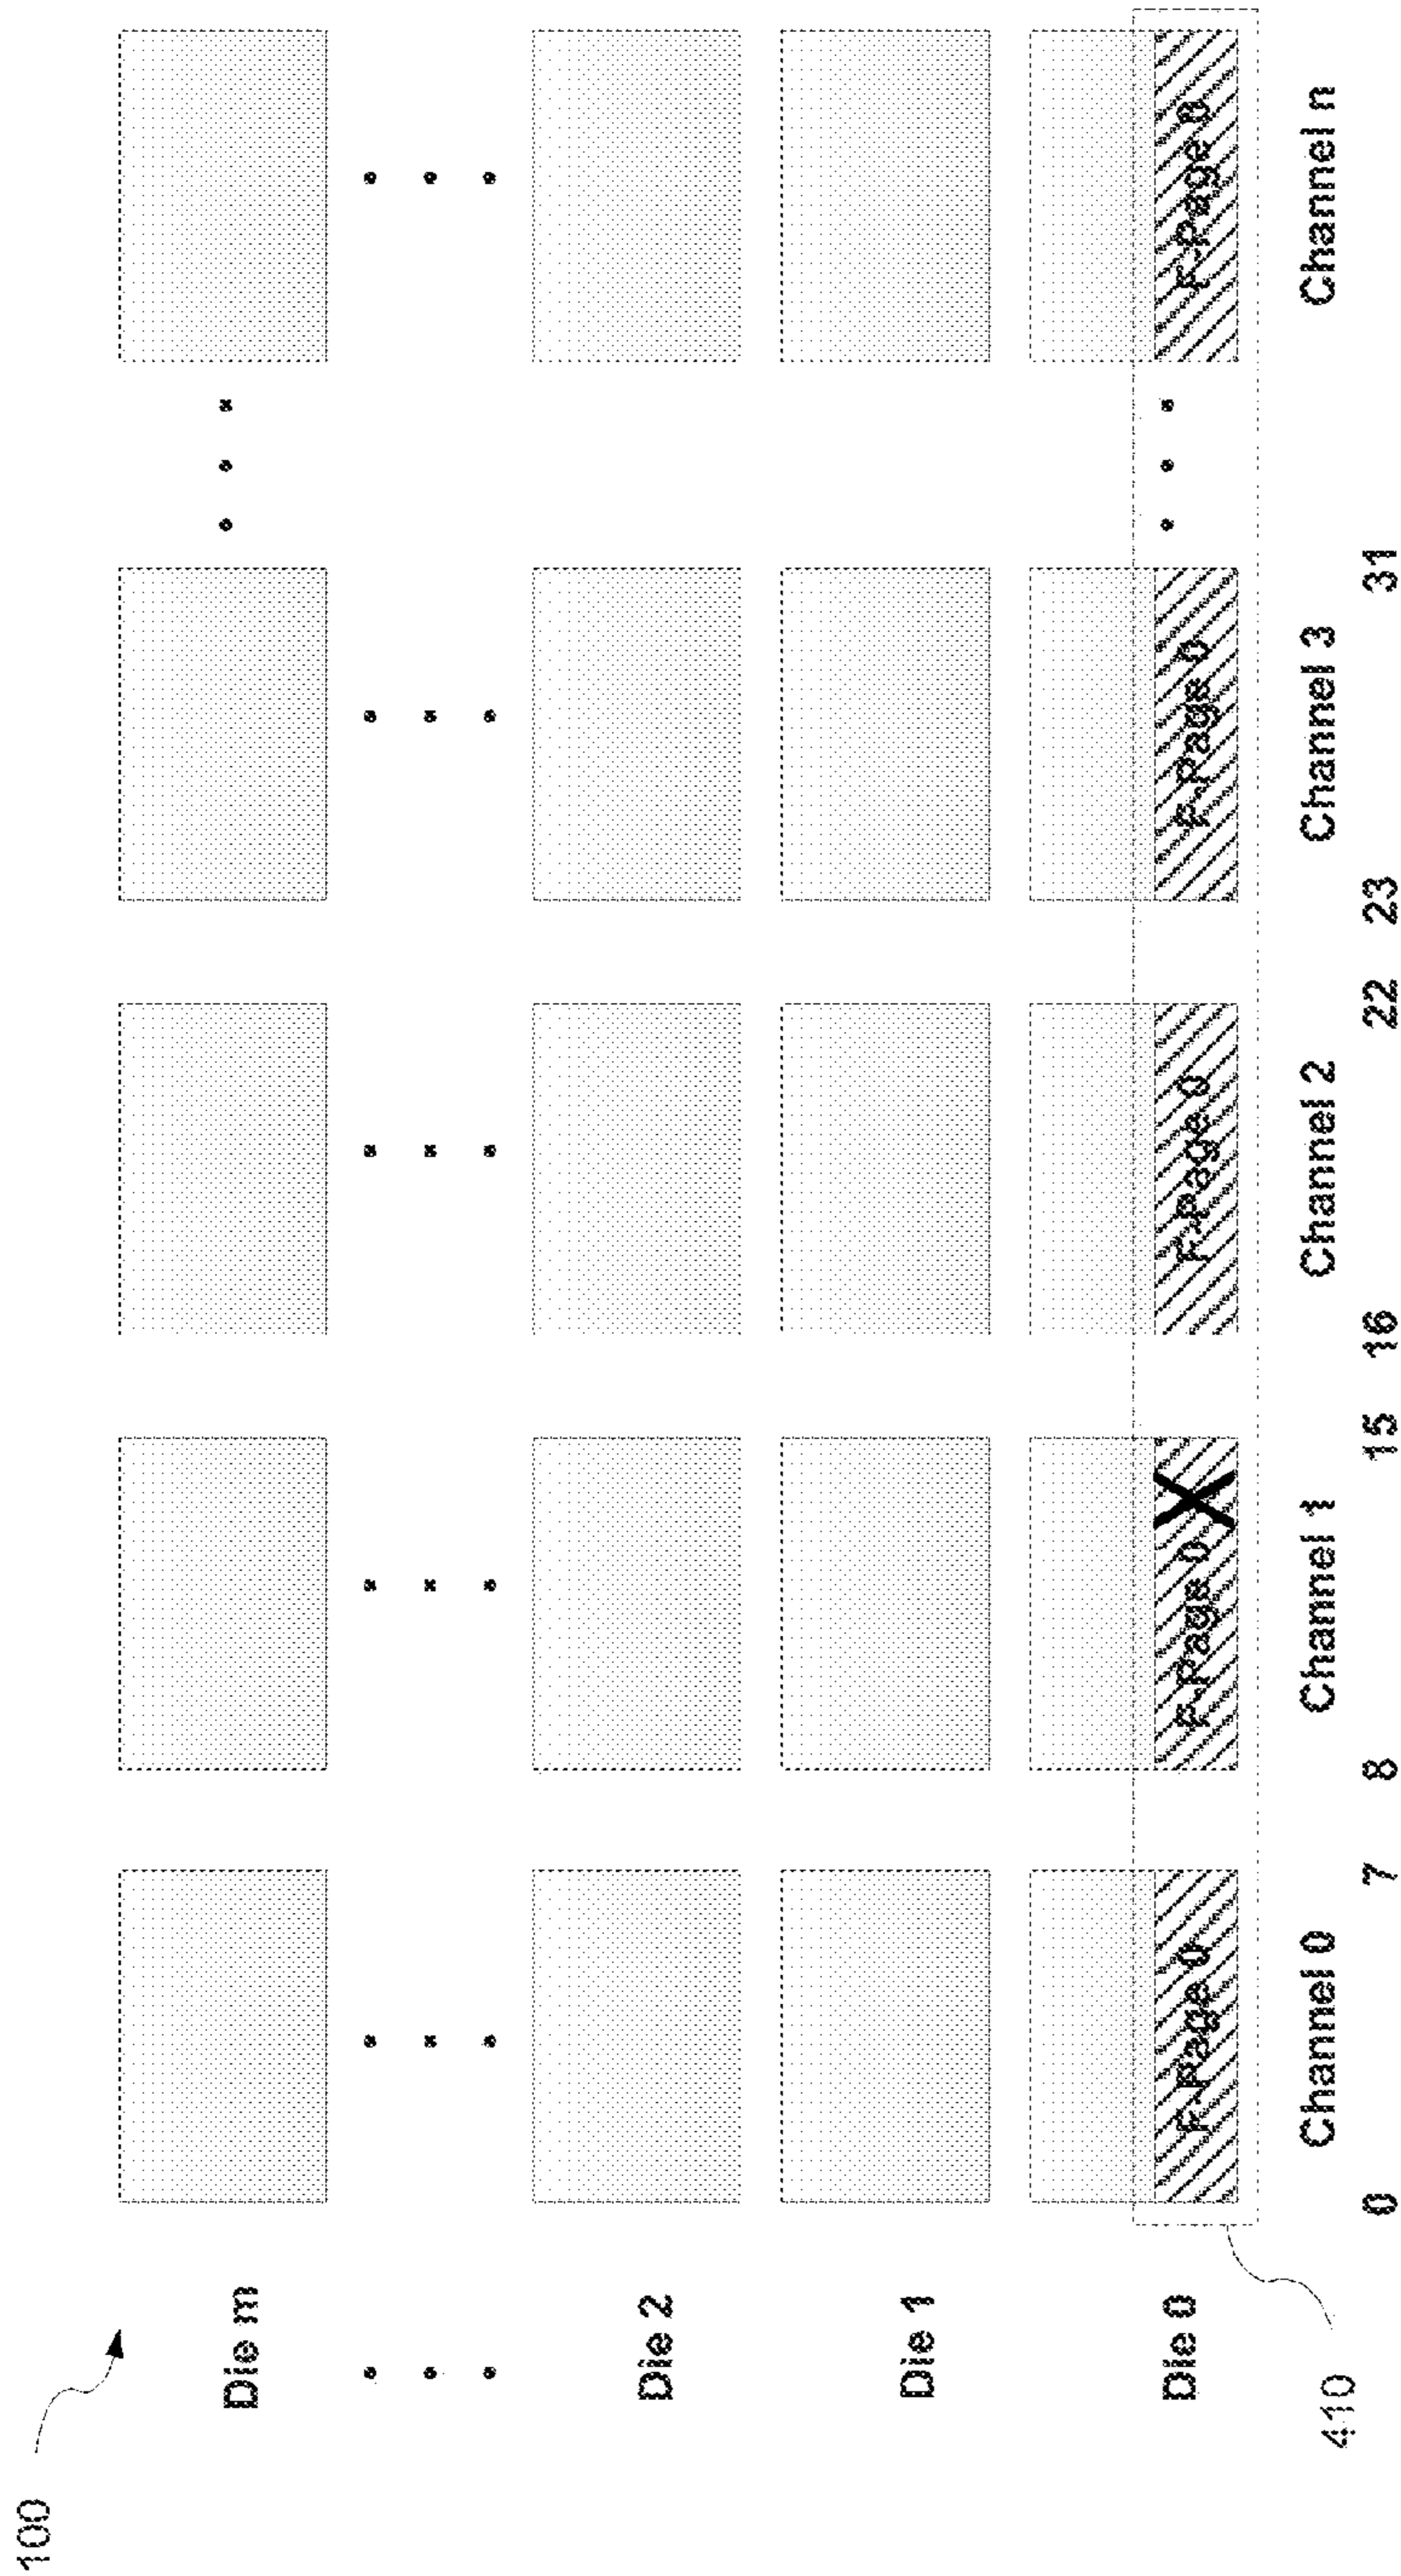 100
Die m
Die 2
Die 1
Die 0
F-Page 0 F-Page 0 F-Page 0 F-Page 0 F-Page 0
410
Channel 0 Channel 1 Channel 2 Channel 3 Channel n
0 7 8 15 16 22 23 31